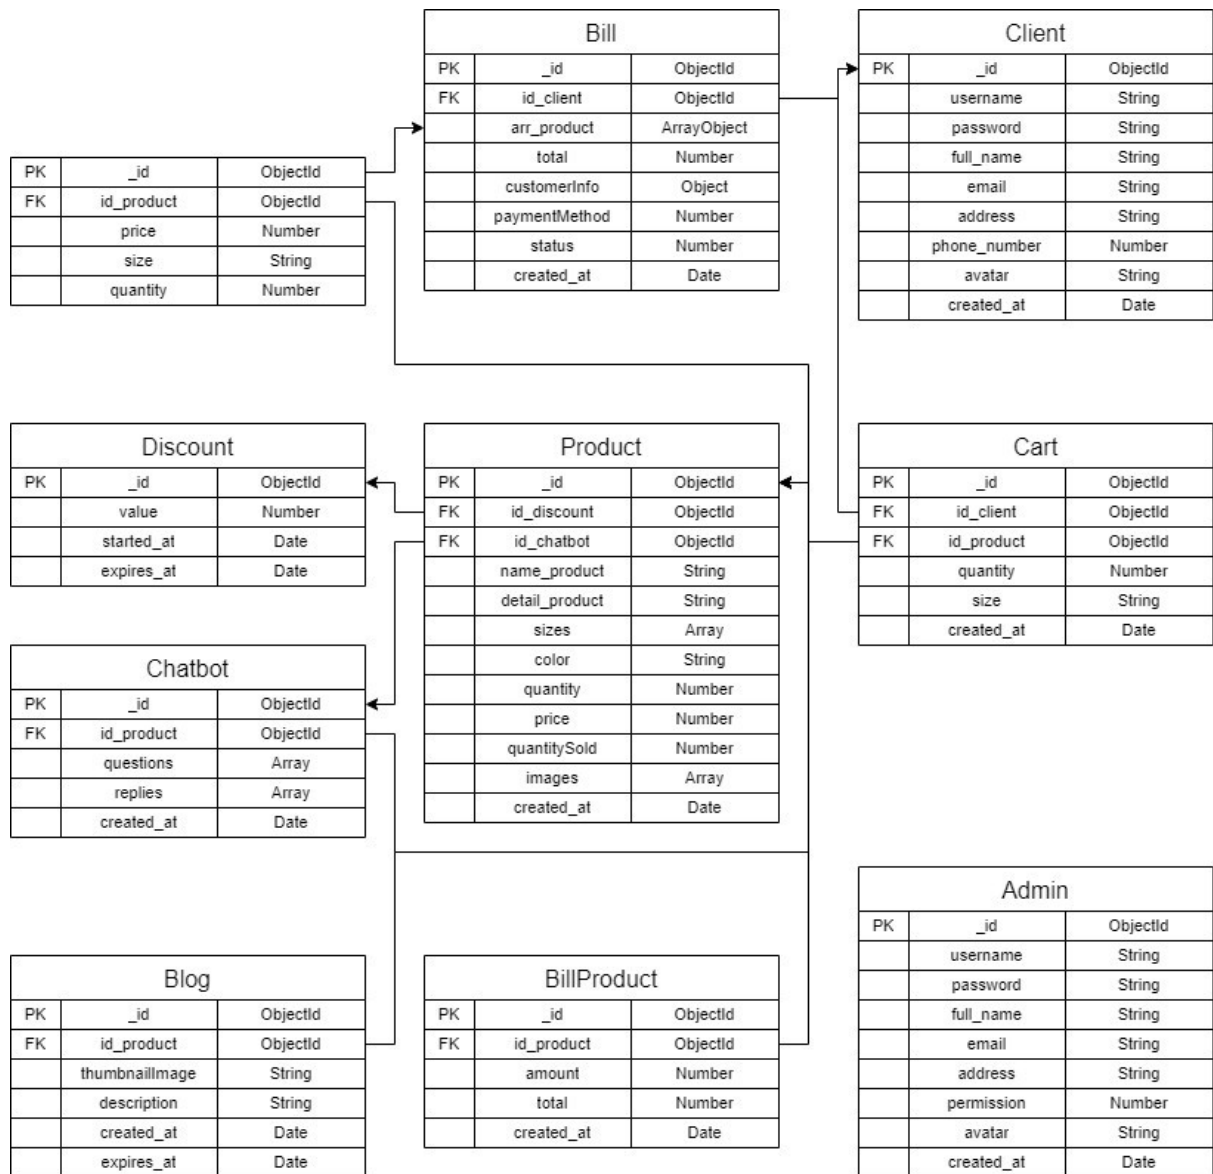 Bill
PK _id ObjectId
FK id_client ObjectId
arr_product ArrayObject
total Number
customerInfo Object
paymentMethod Number
status Number
created_at Date
Client
PK _id ObjectId
username String
password String
full_name String
email String
address String
phone_number Number
avatar String
created_at Date
PK _id ObjectId
FK id_product ObjectId
price Number
size String
quantity Number
Discount
PK _id ObjectId
value Number
started_at Date
expires_at Date
Product
PK _id ObjectId
FK id_discount ObjectId
FK id_chatbot ObjectId
name_product String
detail_product String
sizes Array
color String
quantity Number
price Number
quantitySold Number
images Array
created_at Date
Cart
PK _id ObjectId
FK id_client ObjectId
FK id_product ObjectId
quantity Number
size String
created_at Date
Chatbot
PK _id ObjectId
FK id_product ObjectId
questions Array
replies Array
created_at Date
Blog
PK _id ObjectId
FK id_product ObjectId
thumbnailImage String
description String
created_at Date
expires_at Date
BillProduct
PK _id ObjectId
FK id_product ObjectId
amount Number
total Number
created_at Date
Admin
PK _id ObjectId
username String
password String
full_name String
email String
address String
permission Number
avatar String
created_at Date